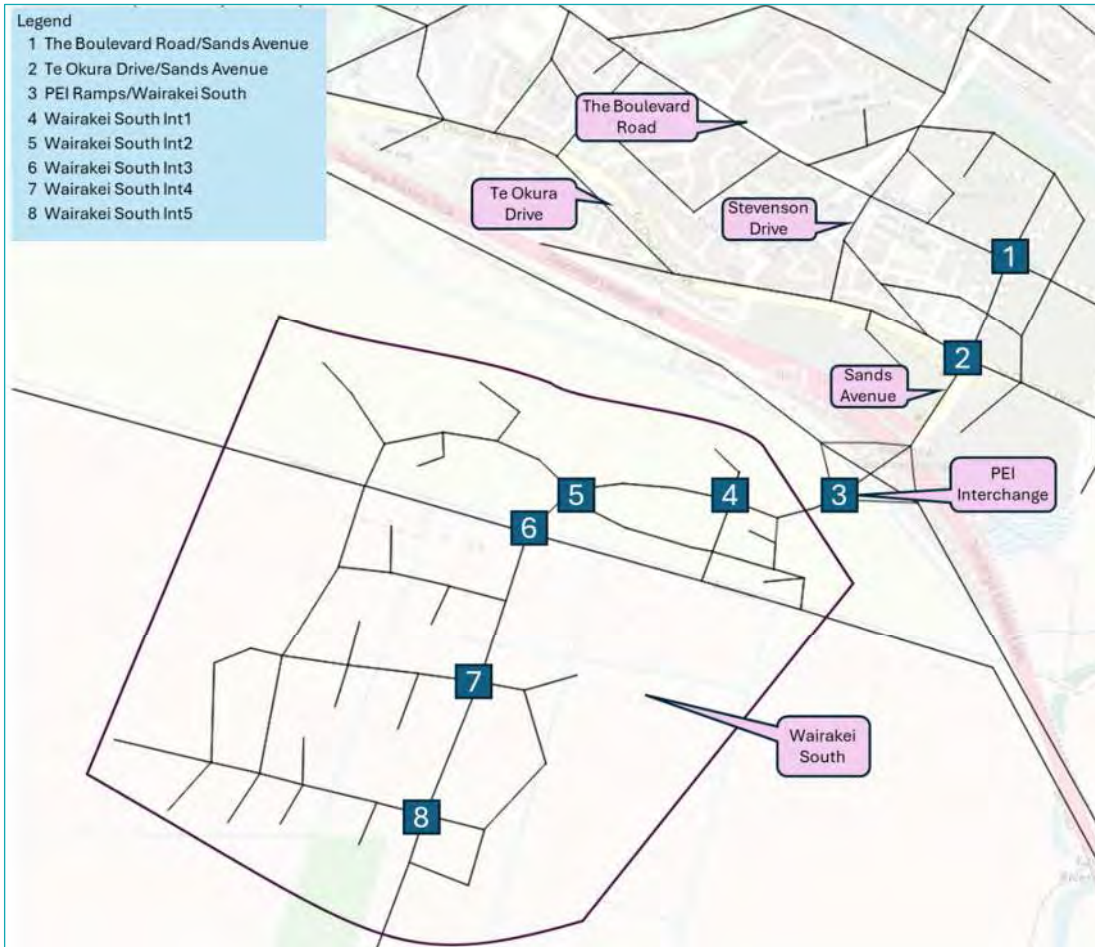 Legend
1 The Boulevard Road/Sands Avenue
2 Te Okura Drive/Sands Avenue
3 PEI Ramps/Wairakei South
4 Wairakei South Int1
5 Wairakei South Int2
6 Wairakei South Int3
7 Wairakei South Int4
8 Wairakei South Int5
The Boulevard
Road
Te Okura
Drive
Stevenson
Drive
1
2
Sands
Avenue
PEI
Interchange
5
4
3
6
7
Wairakei
South
8